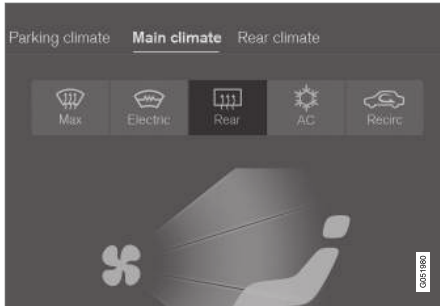 Parking climate Main climate Rear climate
Max Electric Rear AC Recirc
G051980